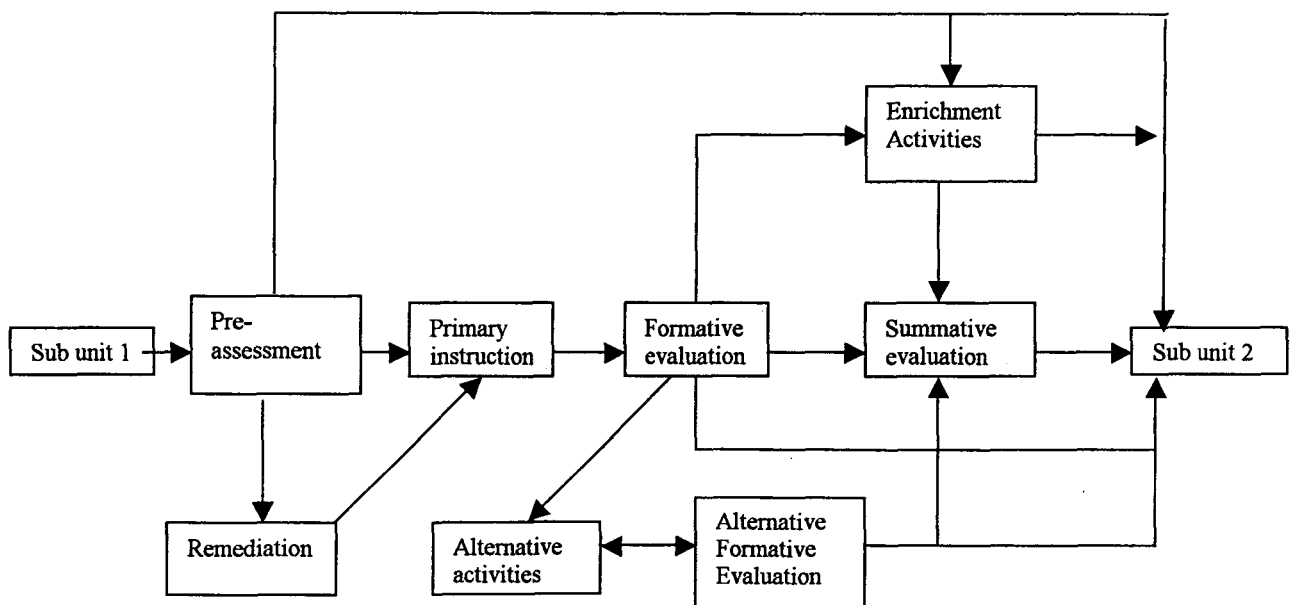 Enrichment
Activities
Sub unit 1
Pre-
assessment
Primary
instruction
Formative
evaluation
Summative
evaluation
Sub unit 2
Remediation
Alternative
activities
Alternative
Formative
Evaluation